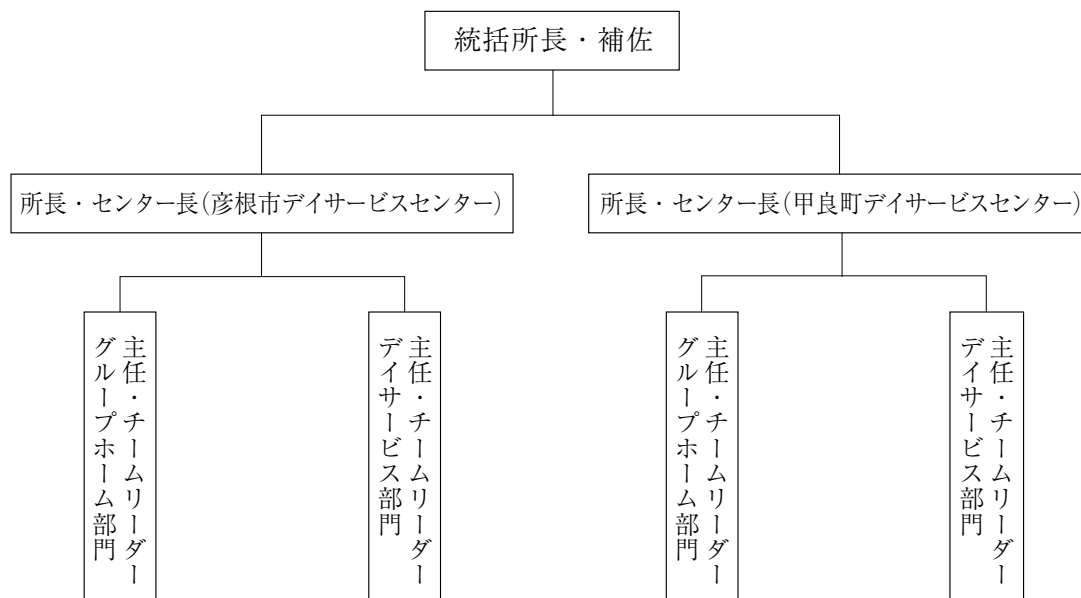 統括所長・補佐
所長・センター長(彦根市デイサービスセンター)
所長・センター長(甲良町デイサービスセンター)
主任・チームリーダー
グループホーム部門
主任・チームリーダー
デイサービス部門
主任・チームリーダー
グループホーム部門
主任・チームリーダー
デイサービス部門